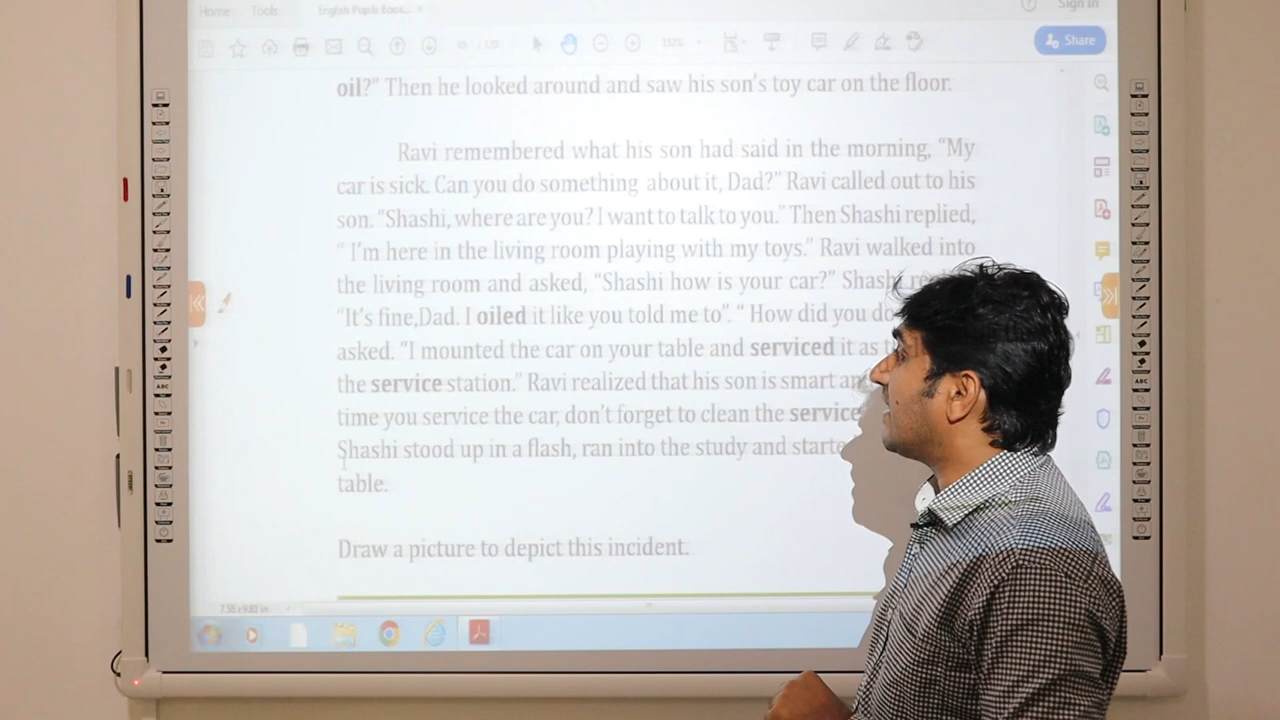 Home Tools English Pupils Book... ×
Sign In
Share
oil?" Then he looked around and saw his son's toy car on the floor.
Ravi remembered what his son had said in the morning, "My
car is sick. Can you do something about it, Dad?" Ravi called out to his
son. "Shashi, where are you? I want to talk to you." Then Shashi replied,
" I'm here in the living room playing with my toys." Ravi walked into
the living room and asked, "Shashi how is your car?" Shashi
"It's fine,Dad. I oiled it like you told me to". " How did you do
asked. "I mounted the car on your table and serviced it as
the service station." Ravi realized that his son is smart
time you service the car, don't forget to clean the service
Shashi stood up in a flash, ran into the study and
table.
Draw a picture to depict this incident.
ABC
ABC